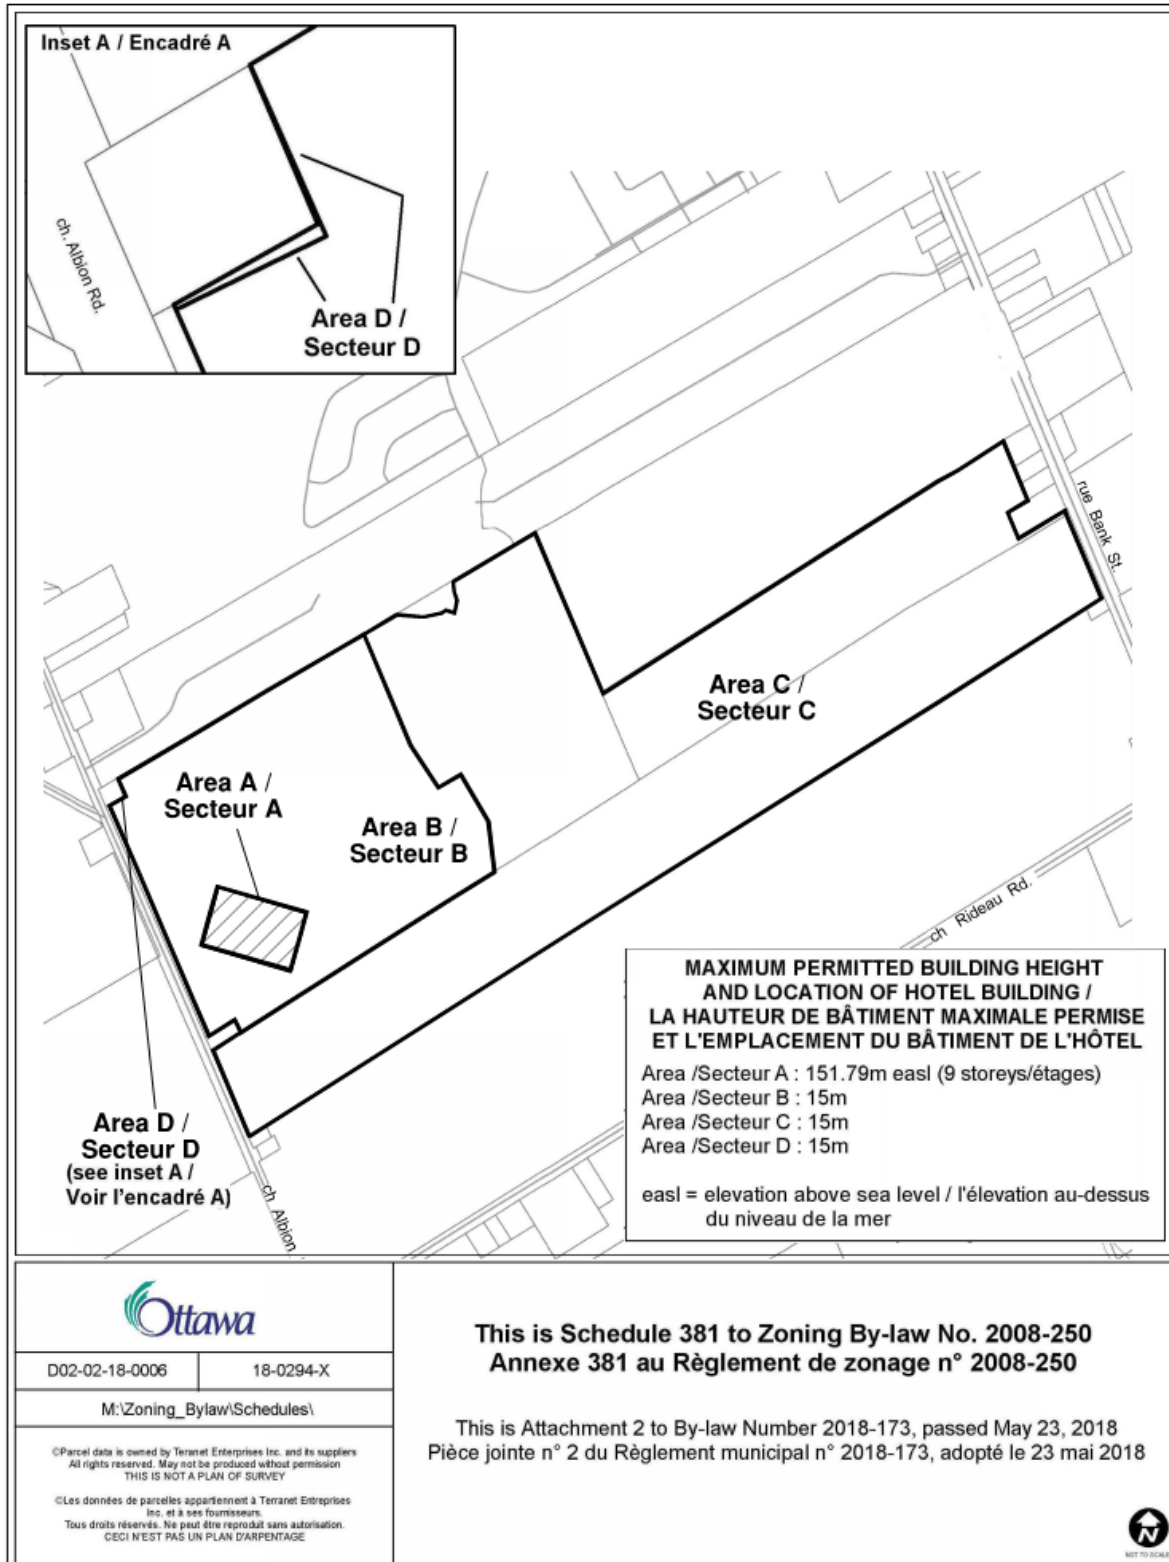 Inset A / Encadré A
ch. Albion Rd.
Area D /
Secteur D
rue Bank St.
Area C /
Secteur C
Area A /
Secteur A
Area B /
Secteur B
ch Rideau Rd.
Area D /
Secteur D
(see inset A /
Voir l'encadré A)
ch Albion
MAXIMUM PERMITTED BUILDING HEIGHT
AND LOCATION OF HOTEL BUILDING /
LA HAUTEUR DE BÂTIMENT MAXIMALE PERMISE
ET L'EMPLACEMENT DU BÂTIMENT DE L'HÔTEL
Area /Secteur A : 151.79m easl (9 storeys/étages)
Area /Secteur B : 15m
Area /Secteur C : 15m
Area /Secteur D : 15m
easl = elevation above sea level / l'élevation au-dessus
du niveau de la mer
Ottawa
D02-02-18-0006
18-0294-X
M:\Zoning_Bylaw\Schedules\
©Parcel data is owned by Teranet Enterprises Inc. and its suppliers
All rights reserved. May not be produced without permission
THIS IS NOT A PLAN OF SURVEY
©Les données de parcelles appartiennent à Terranet Entreprises
Inc. et à ses fournisseurs.
Tous droits réservés. Ne peut être reproduit sans autorisation.
CECI N'EST PAS UN PLAN D'ARPENTAGE
This is Schedule 381 to Zoning By-law No. 2008-250
Annexe 381 au Règlement de zonage n° 2008-250
This is Attachment 2 to By-law Number 2018-173, passed May 23, 2018
Pièce jointe n° 2 du Règlement municipal n° 2018-173, adopté le 23 mai 2018
N
NOT TO SCALE